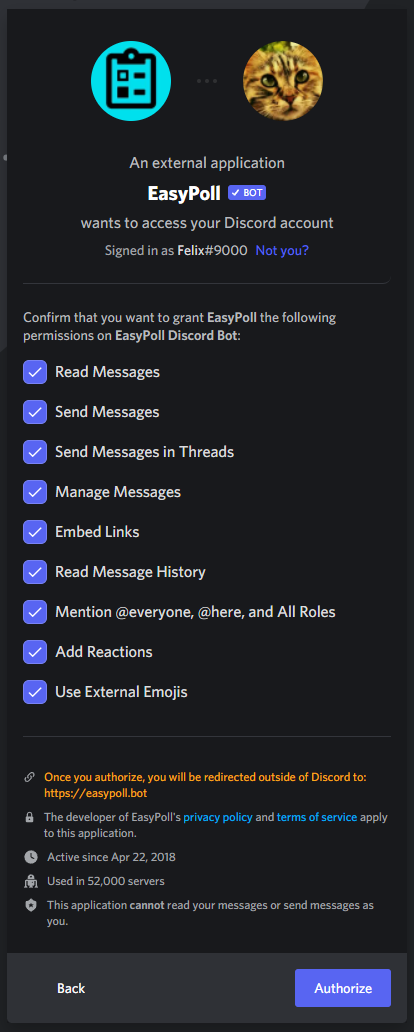 An external application
EasyPoll BOT
wants to access your Discord account
Signed in as Felix#9000 Not you?
Confirm that you want to grant EasyPoll the following
permissions on EasyPoll Discord Bot:
Read Messages
Send Messages
Send Messages in Threads
Manage Messages
Embed Links
Read Message History
Mention @everyone, @here, and All Roles
Add Reactions
Use External Emojis
Once you authorize, you will be redirected outside of Discord to:
https://easypoll.bot
The developer of EasyPoll's privacy policy and terms of service apply
to this application.
Active since Apr 22, 2018
Used in 52,000 servers
This application cannot read your messages or send messages as
you.
Back Authorize